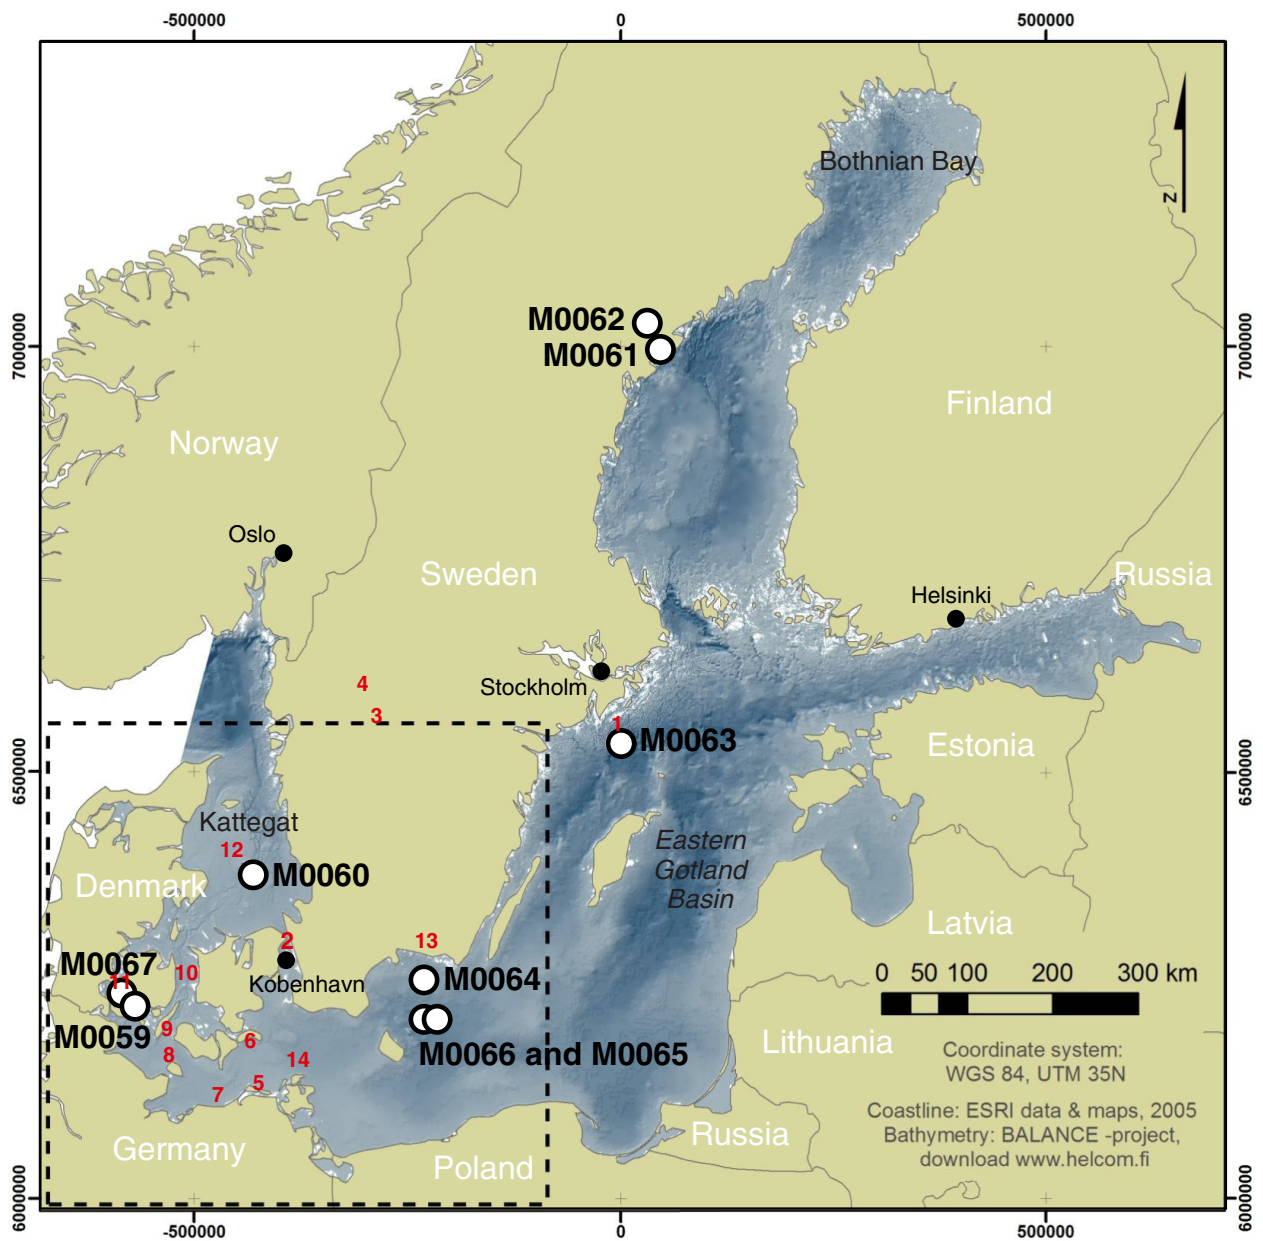 -500000
0
500000
Bothnian Bay
N
M0062
M0061
7000000
7000000
Norway
Finland
Oslo
Sweden
Russia
Helsinki
4
Stockholm
3
1
M0063
Estonia
6500000
6500000
Kattegat
12
Eastern
Gotland
Basin
M0060
Denmark
Latvia
13
2
M0067
11
10
M0064
Kobenhavn
0 50 100 200 300 km
M0059
9
6
8
14
M0066 and M0065
Lithuania
5
7
Coordinate system:
WGS 84, UTM 35N
Coastline: ESRI data & maps, 2005
Bathymetry: BALANCE -project,
download www.helcom.fi
Germany
Poland
Russia
6000000
6000000
-500000
0
500000